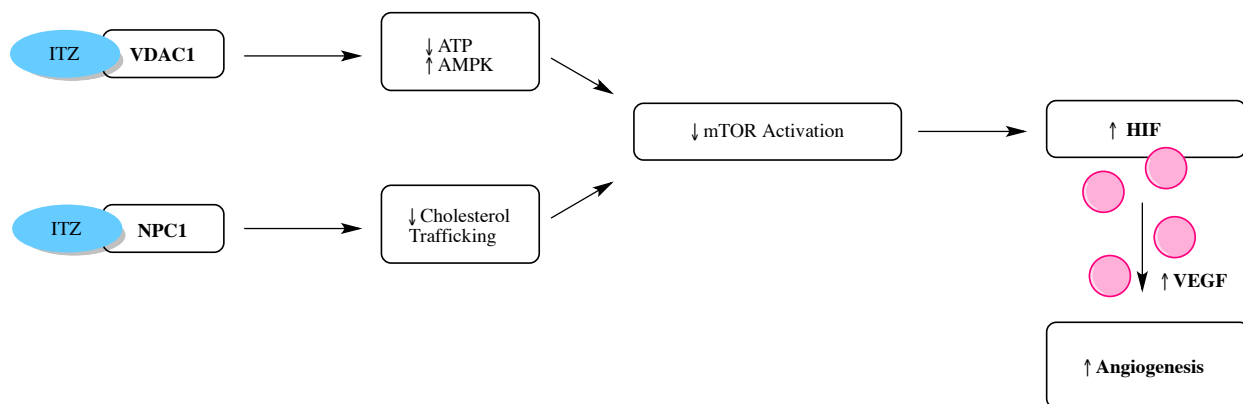 ITZ
VDAC1
↓ ATP
↑ AMPK
↓ mTOR Activation
↑ HIF
ITZ
NPC1
↓ Cholesterol
Trafficking
↑ VEGF
↑ Angiogenesis